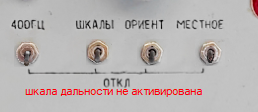 400ГЦ ШКАЛЫ ОРИЕНТ МЕСТНОЕ
ОТКЛ
шкала дальности не активирована